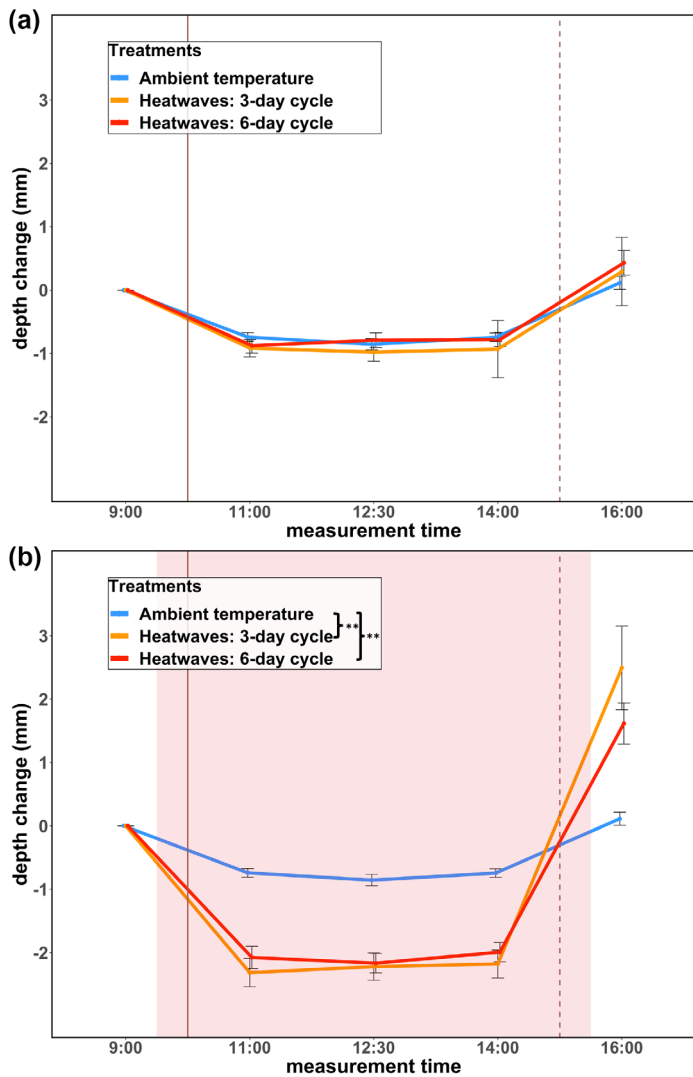 (a)
Treatments
Ambient temperature
Heatwaves: 3-day cycle
Heatwaves: 6-day cycle
depth change (mm)
3
2
1
0
-1
-2
9:00 11:00 12:30 14:00 16:00
measurement time
(b)
Treatments
Ambient temperature
Heatwaves: 3-day cycle **
Heatwaves: 6-day cycle **
depth change (mm)
3
2
1
0
-1
-2
9:00 11:00 12:30 14:00 16:00
measurement time